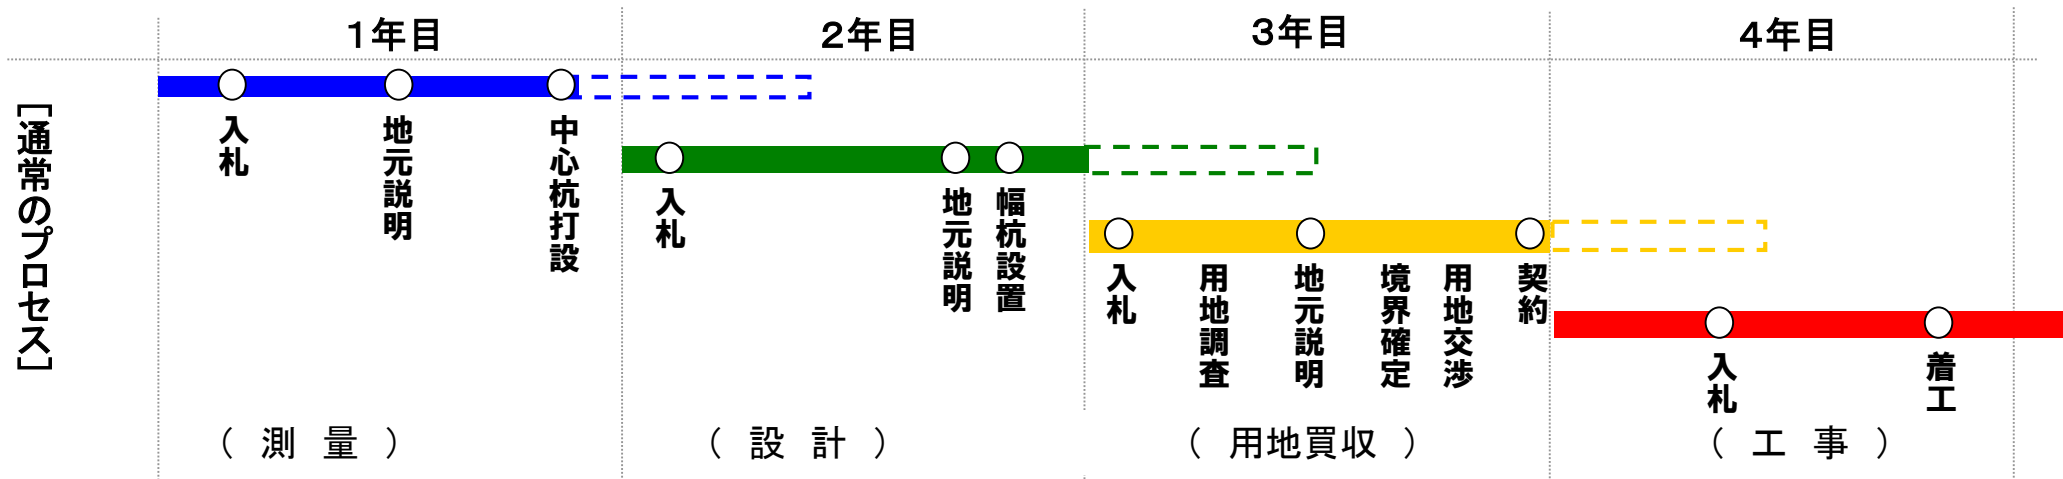 １年目
２年目
３年目
４年目
［通常のプロセス］
入札
地元説明
中心杭打設
入札
地元説明
幅杭設置
入札
用地調査
地元説明
境界確定
用地交渉
契約
入札
着工
（ 測 量 ）
（ 設 計 ）
（ 用地買収 ）
（ 工 事 ）